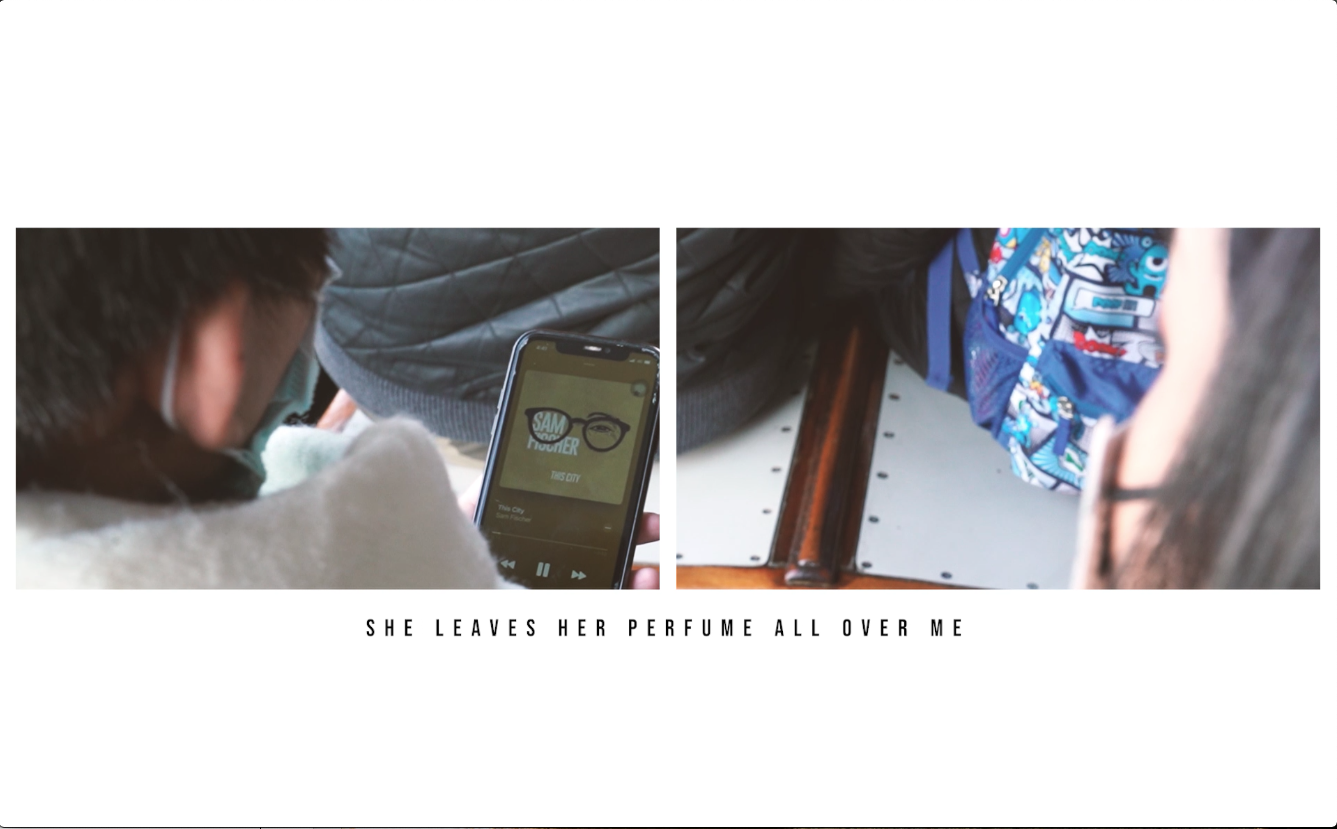 SAM
FISCHER
THIS CITY
This City
Sam Fischer
SHE LEAVES HER PERFUME ALL OVER ME